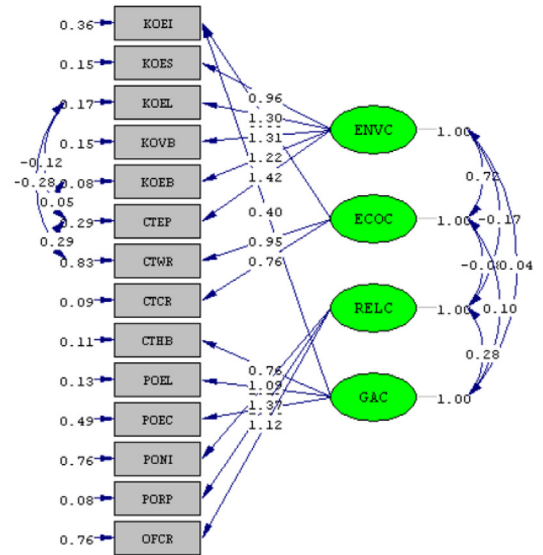 0.36 KOEI
0.15 KOES
0.17 KOEL
0.15 KOVB
0.08 KOEB
0.29 CTEP
0.83 CTWR
0.09 CTCR
0.11 CTHB
0.13 POEL
0.49 POEC
0.76 PONI
0.08 PORP
0.76 OFCR
-0.12
-0.28
0.05
0.29
0.96
1.30
1.31
1.22
1.42
0.40
0.95
0.76
0.76
1.09
1.37
1.12
ENVC 1.00
ECOC 1.00
RELC 1.00
GAC 1.00
0.72
-0.17
-0.08
0.04
0.10
0.28